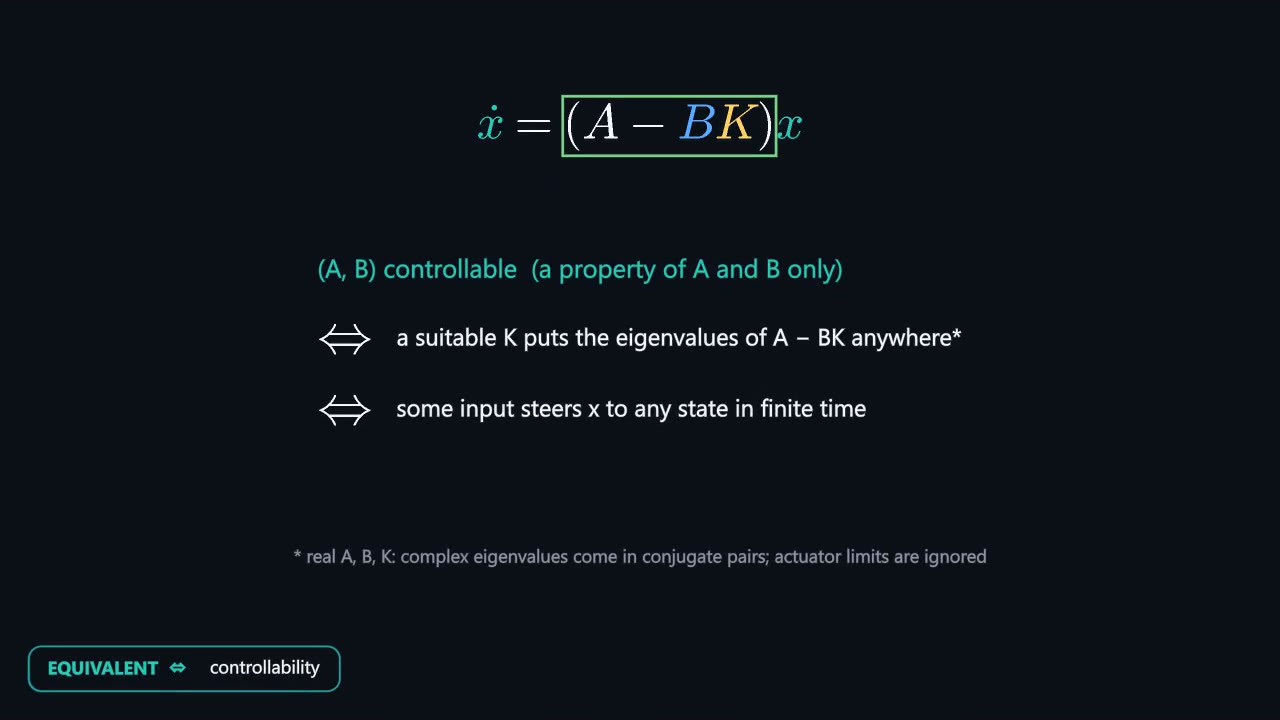 ẋ = (A − BK)x
(A, B) controllable (a property of A and B only)
⟺ a suitable K puts the eigenvalues of A − BK anywhere*
⟺ some input steers x to any state in finite time
* real A, B, K: complex eigenvalues come in conjugate pairs; actuator limits are ignored
EQUIVALENT ⇔ controllability